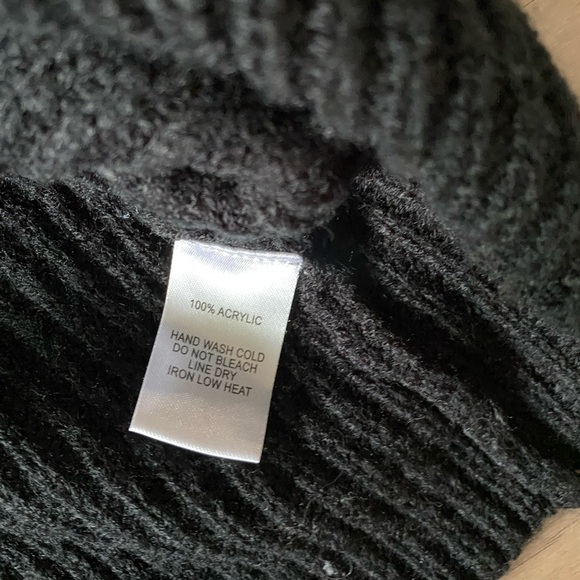 100% ACRYLIC
HAND WASH COLD
DO NOT BLEACH
LINE DRY
IRON LOW HEAT